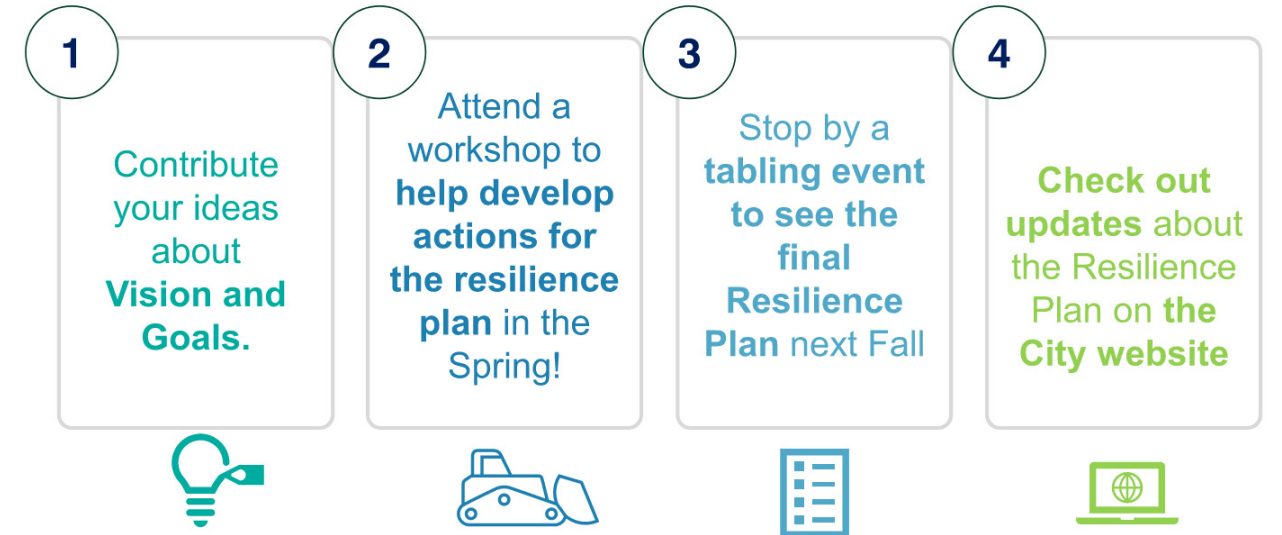 1
Contribute
your ideas
about
Vision and
Goals.
2
Attend a
workshop to
help develop
actions for
the resilience
plan in the
Spring!
3
Stop by a
tabling event
to see the
final
Resilience
Plan next Fall
4
Check out
updates about
the Resilience
Plan on the
City website